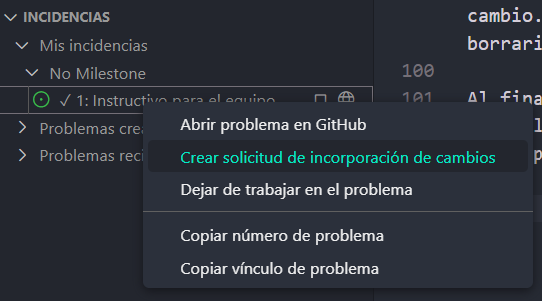 INCIDENCIAS
Mis incidencias
No Milestone
✓ 1: Instructivo para el equipo
Problemas crea
Problemas reci
Abrir problema en GitHub
Crear solicitud de incorporación de cambios
Dejar de trabajar en el problema
Copiar número de problema
Copiar vínculo de problema
cambio.
borrari
100
101 Al fina
l
p